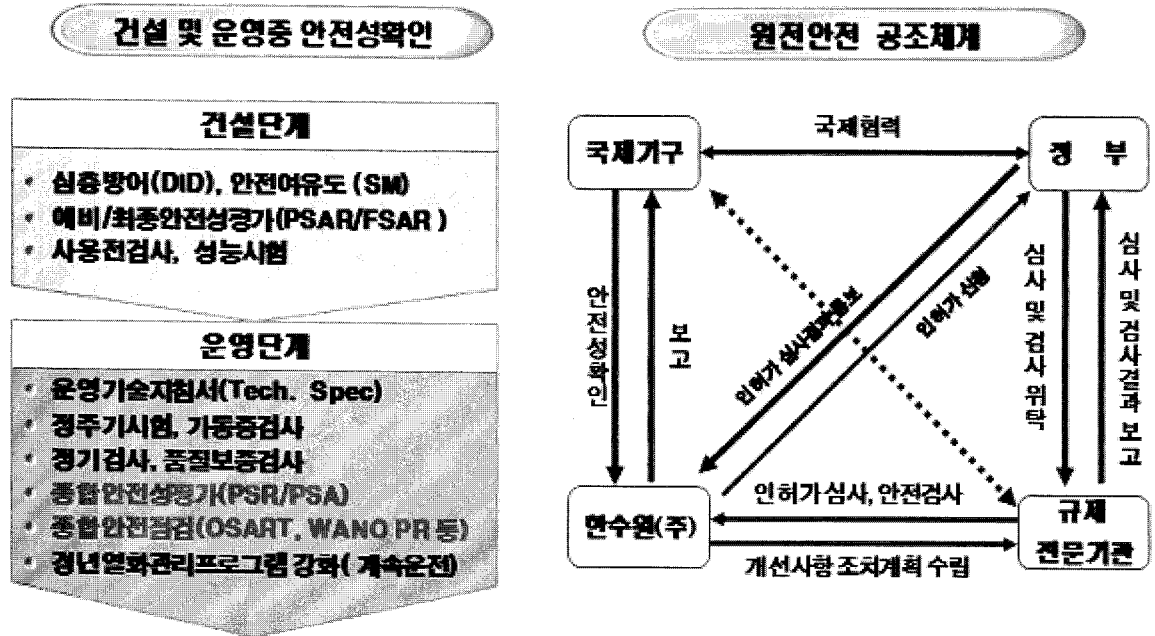 건설 및 운영중 안전성확인
건설단계
• 심층방어(DID), 안전여유도 (SM)
• 예비/최종안전성평가(PSAR/FSAR )
• 사용전검사, 성능시험
운영단계
• 운영기술지침서(Tech. Spec)
• 정주기시험, 가동중검사
• 정기검사, 품질보증검사
• 종합안전성평가(PSR/PSA)
• 종합안전점검(OSART, WANO PR 등)
• 경년열화관리프로그램 강화( 계속운전)
원전안전 공조체계
국제기구
국제협력
정 부
안전성확인
보고
인허가 심사결과통보
인허가 신청
심사 및 검사 위탁
심사 및 검사결과 보고
한수원(주)
인허가 심사, 안전검사
개선사항 조치계획 수립
규제
전문기관